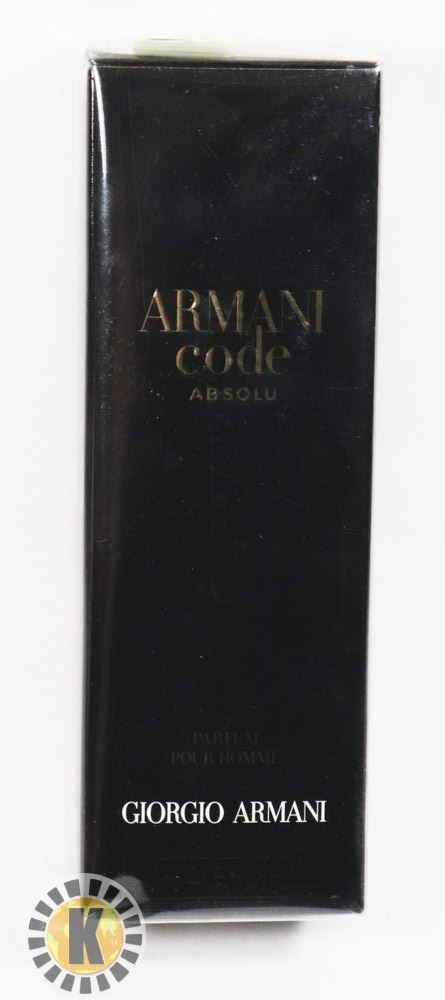 ARMANI
code
ABSOLU
PARFUM
POUR HOMME
GIORGIO ARMANI
K